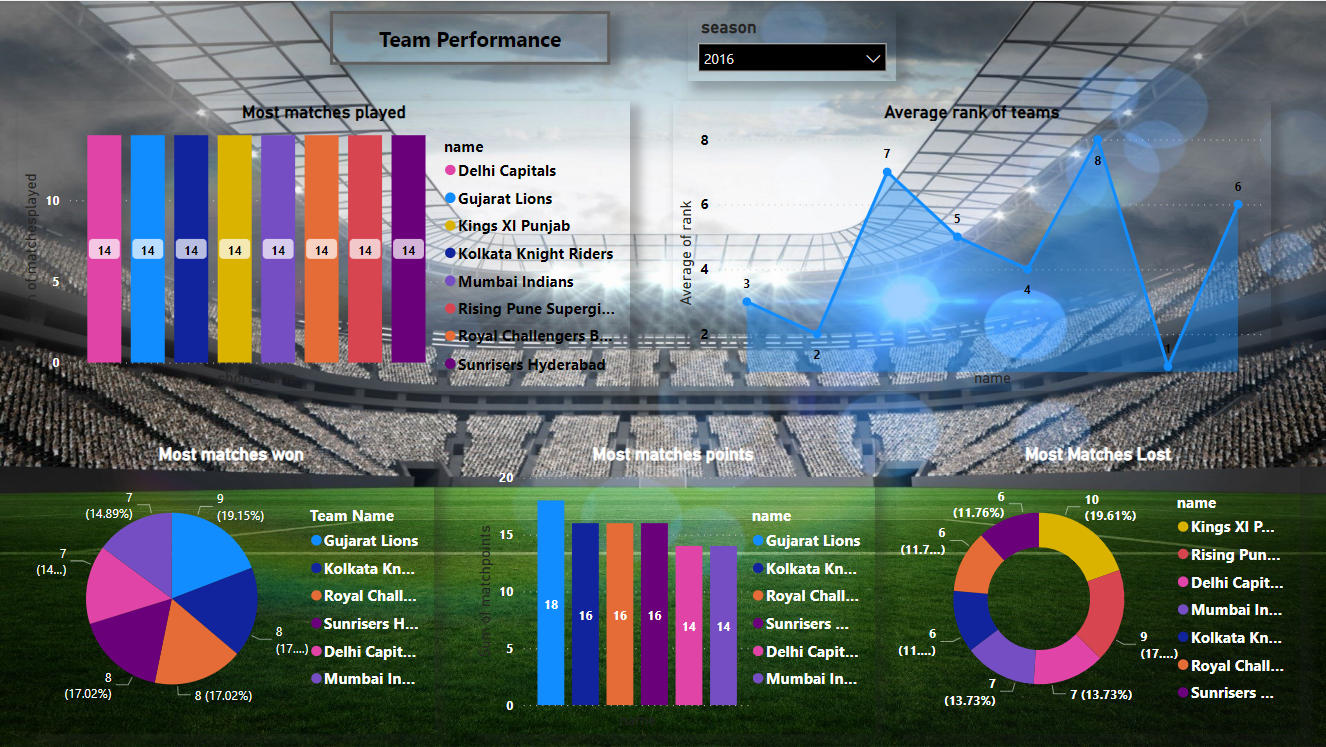 Team Performance
season
2016
Most matches played
10
5
0
14 14 14 14 14 14 14 14
name
Delhi Capitals
Gujarat Lions
Kings XI Punjab
Kolkata Knight Riders
Mumbai Indians
Rising Pune Supergi...
Royal Challengers B...
Sunrisers Hyderabad
Average rank of teams
Average of rank
8
6
4
2
3
2
7
5
4
8
1
6
name
Most matches won
9
(19.15%)
8
(17....)
8 (17.02%)
8
(17.02%)
7
(14...)
7
(14.89%)
Team Name
Gujarat Lions
Kolkata Kn...
Royal Chall...
Sunrisers H...
Delhi Capit...
Mumbai In...
Most matches points
of matchpoints
20
15
10
5
0
18 16 16 16 14 14
name
Gujarat Lions
Kolkata Kn...
Royal Chall...
Sunrisers ...
Delhi Capit...
Mumbai In...
Most Matches Lost
10
(19.61%)
9
(17....)
7 (13.73%)
7
(13.73%)
6
(11....)
6
(11.7...)
6
(11.76%)
name
Kings XI P...
Rising Pun...
Delhi Capit...
Mumbai In...
Kolkata Kn...
Royal Chall...
Sunrisers ...